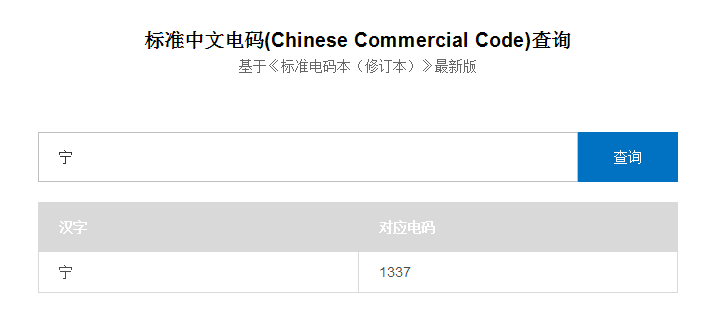 标准中文电码(Chinese Commercial Code)查询
基于《标准电码本（修订本）》最新版
宁
查询
汉字 对应电码
宁 1337